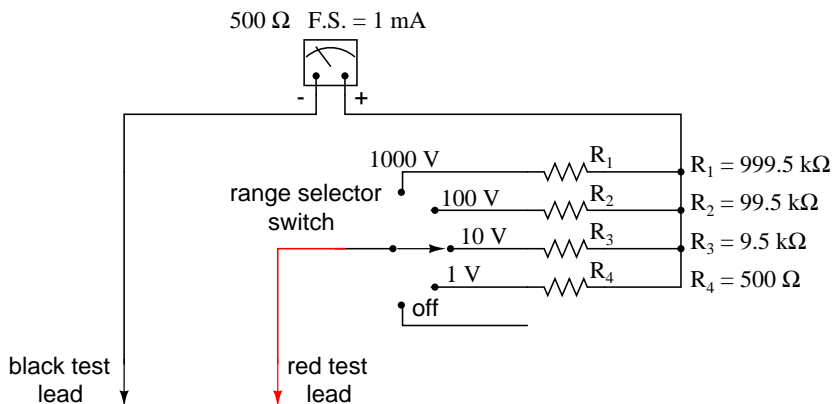 500 Ω F.S. = 1 mA
- +
1000 V R1 R1 = 999.5 kΩ
range selector
switch
100 V R2 R2 = 99.5 kΩ
10 V R3 R3 = 9.5 kΩ
1 V R4 R4 = 500 Ω
off
black test
lead
red test
lead